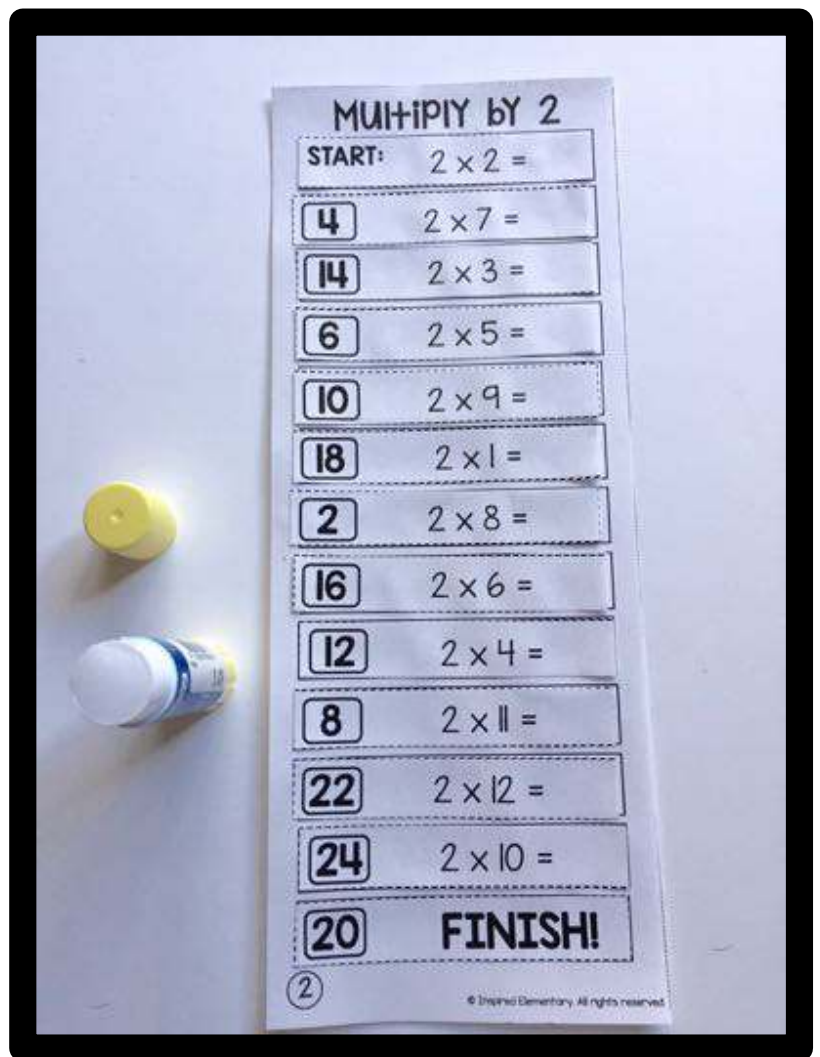 Multiply by 2
START: 2 x 2 =
4 2 x 7 =
14 2 x 3 =
6 2 x 5 =
10 2 x 9 =
18 2 x 1 =
2 2 x 8 =
16 2 x 6 =
12 2 x 4 =
8 2 x 11 =
22 2 x 12 =
24 2 x 10 =
20 FINISH!
2
© Inspired Elementary. All rights reserved.